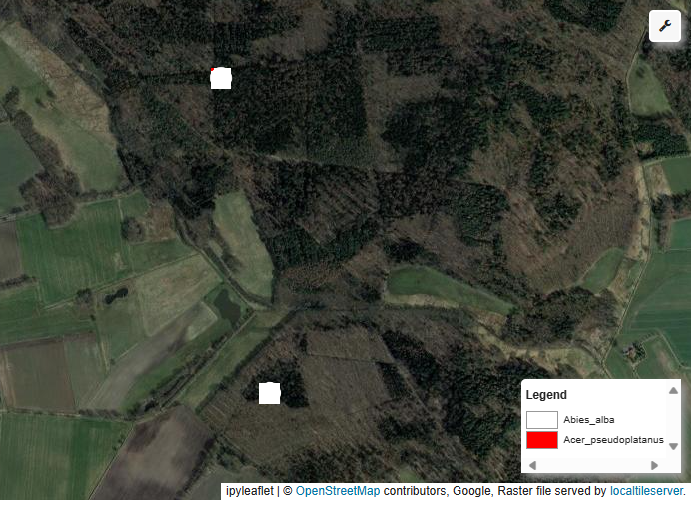 Legend
Abies_alba
Acer_pseudoplatanus
ipyleaflet | © OpenStreetMap contributors, Google, Raster file served by localtileserver.